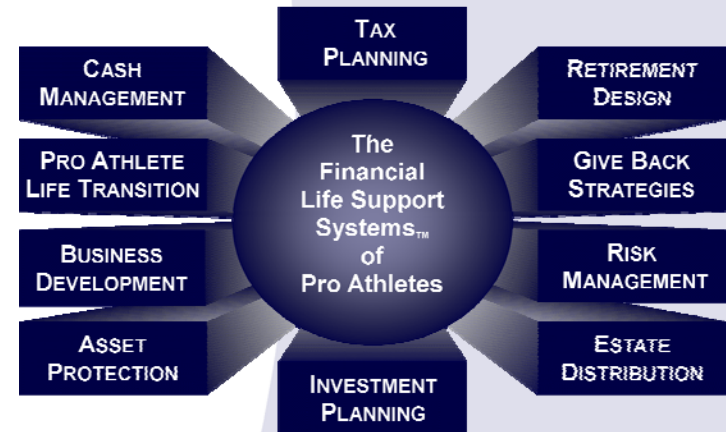 TAX
PLANNING
CASH
MANAGEMENT
RETIREMENT
DESIGN
PRO ATHLETE
LIFE TRANSITION
The
Financial
Life Support
Systems™
of
Pro Athletes
GIVE BACK
STRATEGIES
BUSINESS
DEVELOPMENT
RISK
MANAGEMENT
ASSET
PROTECTION
ESTATE
DISTRIBUTION
INVESTMENT
PLANNING